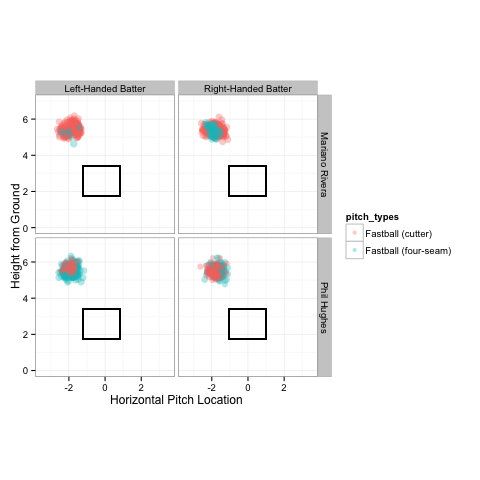 Left-Handed Batter
Right-Handed Batter
Height from Ground
6
4
2
0
Mariano Rivera
6
4
2
0
Phil Hughes
-2
0
2
-2
0
2
Horizontal Pitch Location
pitch_types
Fastball (cutter)
Fastball (four-seam)